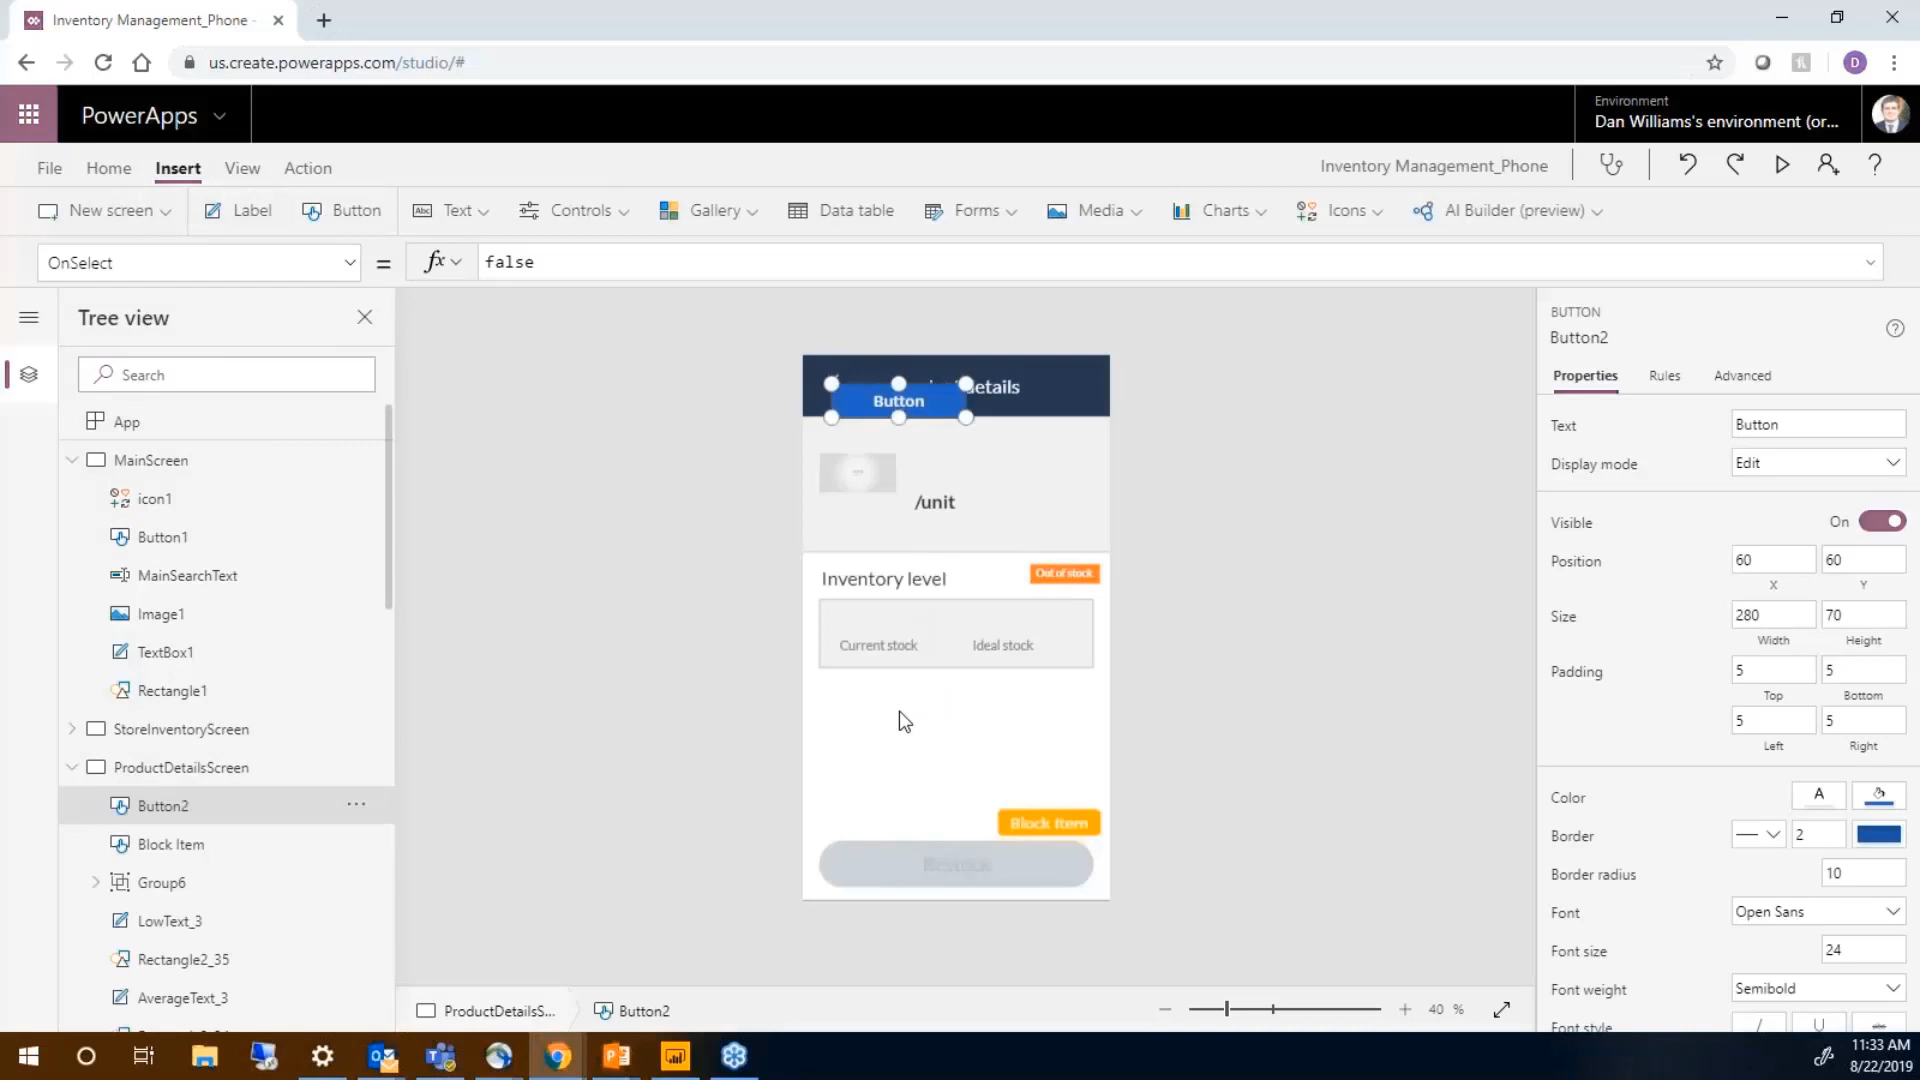 Inventory Management_Phone -
us.create.powerapps.com/studio/#
D
PowerApps
Environment
Dan Williams's environment (or...
File Home Insert View Action
Inventory Management_Phone
New screen Label Button Text Controls Gallery Data table Forms Media Charts Icons AI Builder (preview)
OnSelect = fx false
Tree view
Search
App
MainScreen
icon1
Button1
MainSearchText
Image1
TextBox1
Rectangle1
StoreInventoryScreen
ProductDetailsScreen
Button2
Block Item
Group6
LowText_3
Rectangle2_35
AverageText_3
details
Button
/unit
Inventory level
Out of stock
Current stock Ideal stock
Block Item
Restock
ProductDetailsS... Button2
40 %
BUTTON
Button2
Properties Rules Advanced
Text Button
Display mode Edit
Visible On
Position 60 60
X Y
Size 280 70
Width Height
Padding 5 5
Top Bottom
5 5
Left Right
Color A
Border 2
Border radius 10
Font Open Sans
Font size 24
Font weight Semibold
Font style
11:33 AM
8/22/2019